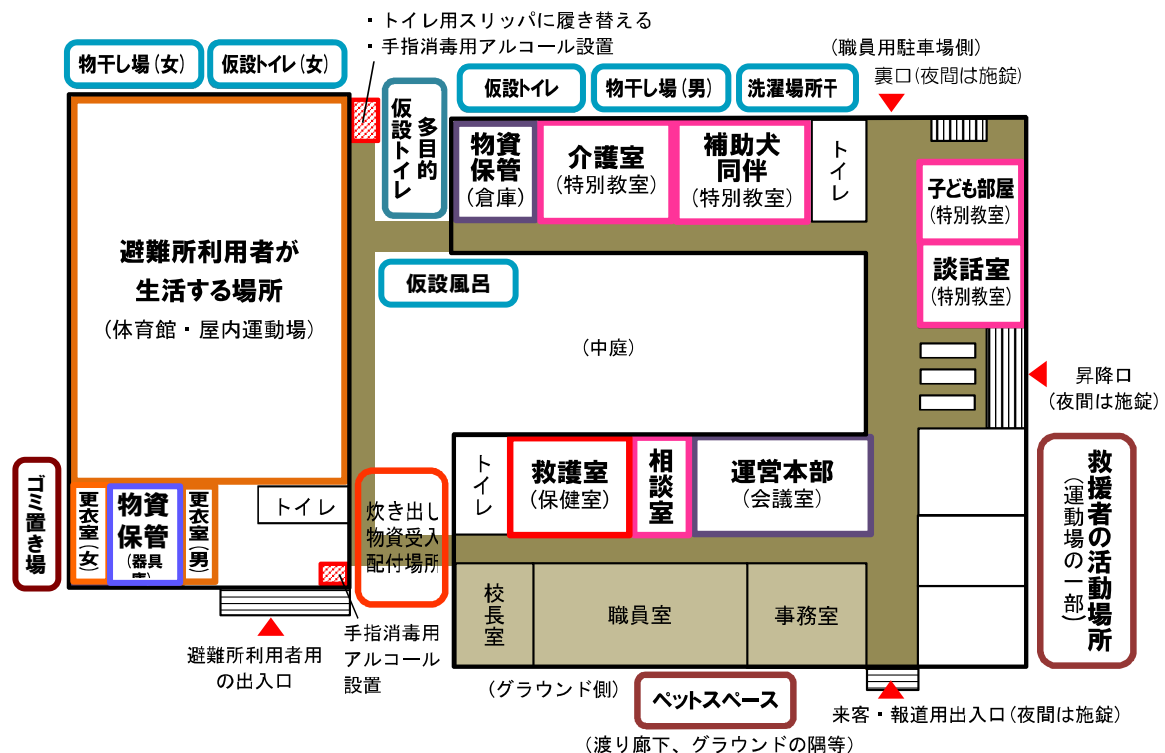 ・トイレ用スリッパに履き替える
・手指消毒用アルコール設置
物干し場(女)
仮設トイレ(女)
多目的
仮設トイレ
仮設トイレ
物干し場(男)
洗濯場所干
(職員用駐車場側)
裏口(夜間は施錠)
物資
保管
(倉庫)
介護室
(特別教室)
補助犬
同伴
(特別教室)
トイレ
子ども部屋
(特別教室)
談話室
(特別教室)
避難所利用者が
生活する場所
(体育館・屋内運動場)
仮設風呂
(中庭)
昇降口
(夜間は施錠)
ゴミ置き場
更衣室(女)
物資
保管
(器具
更衣室(男)
トイレ
炊き出し
物資受入
配付場所
トイレ
救護室
(保健室)
相談室
運営本部
(会議室)
救援者の活動場所
(運動場の一部)
校長室
職員室
事務室
避難所利用者用
の出入口
手指消毒用
アルコール
設置
(グラウンド側)
ペットスペース
(渡り廊下、グラウンドの隅等)
来客・報道用出入口(夜間は施錠)